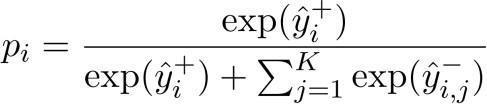 p_i = \frac{\exp(\hat{y}_i^+)}{\exp(\hat{y}_i^+) + \sum_{j=1}^{K} \exp(\hat{y}_{i,j}^-)}